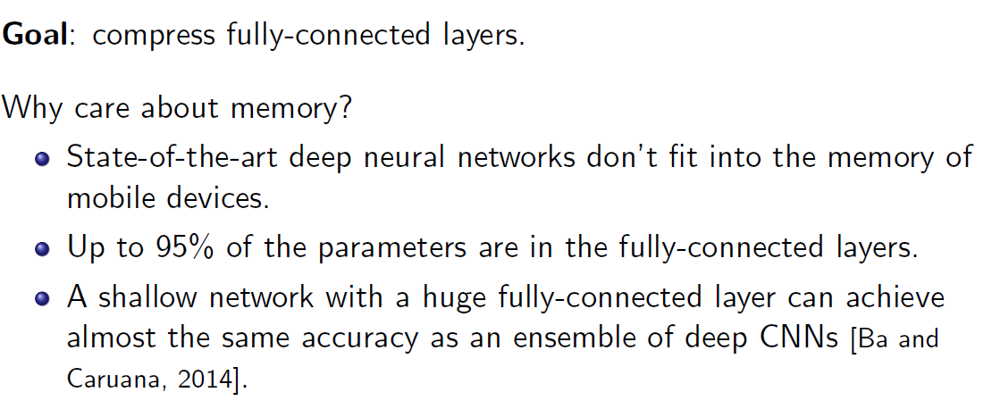 Goal: compress fully-connected layers.
Why care about memory?
State-of-the-art deep neural networks don't fit into the memory of
mobile devices.
Up to 95% of the parameters are in the fully-connected layers.
A shallow network with a huge fully-connected layer can achieve
almost the same accuracy as an ensemble of deep CNNs [Ba and
Caruana, 2014].